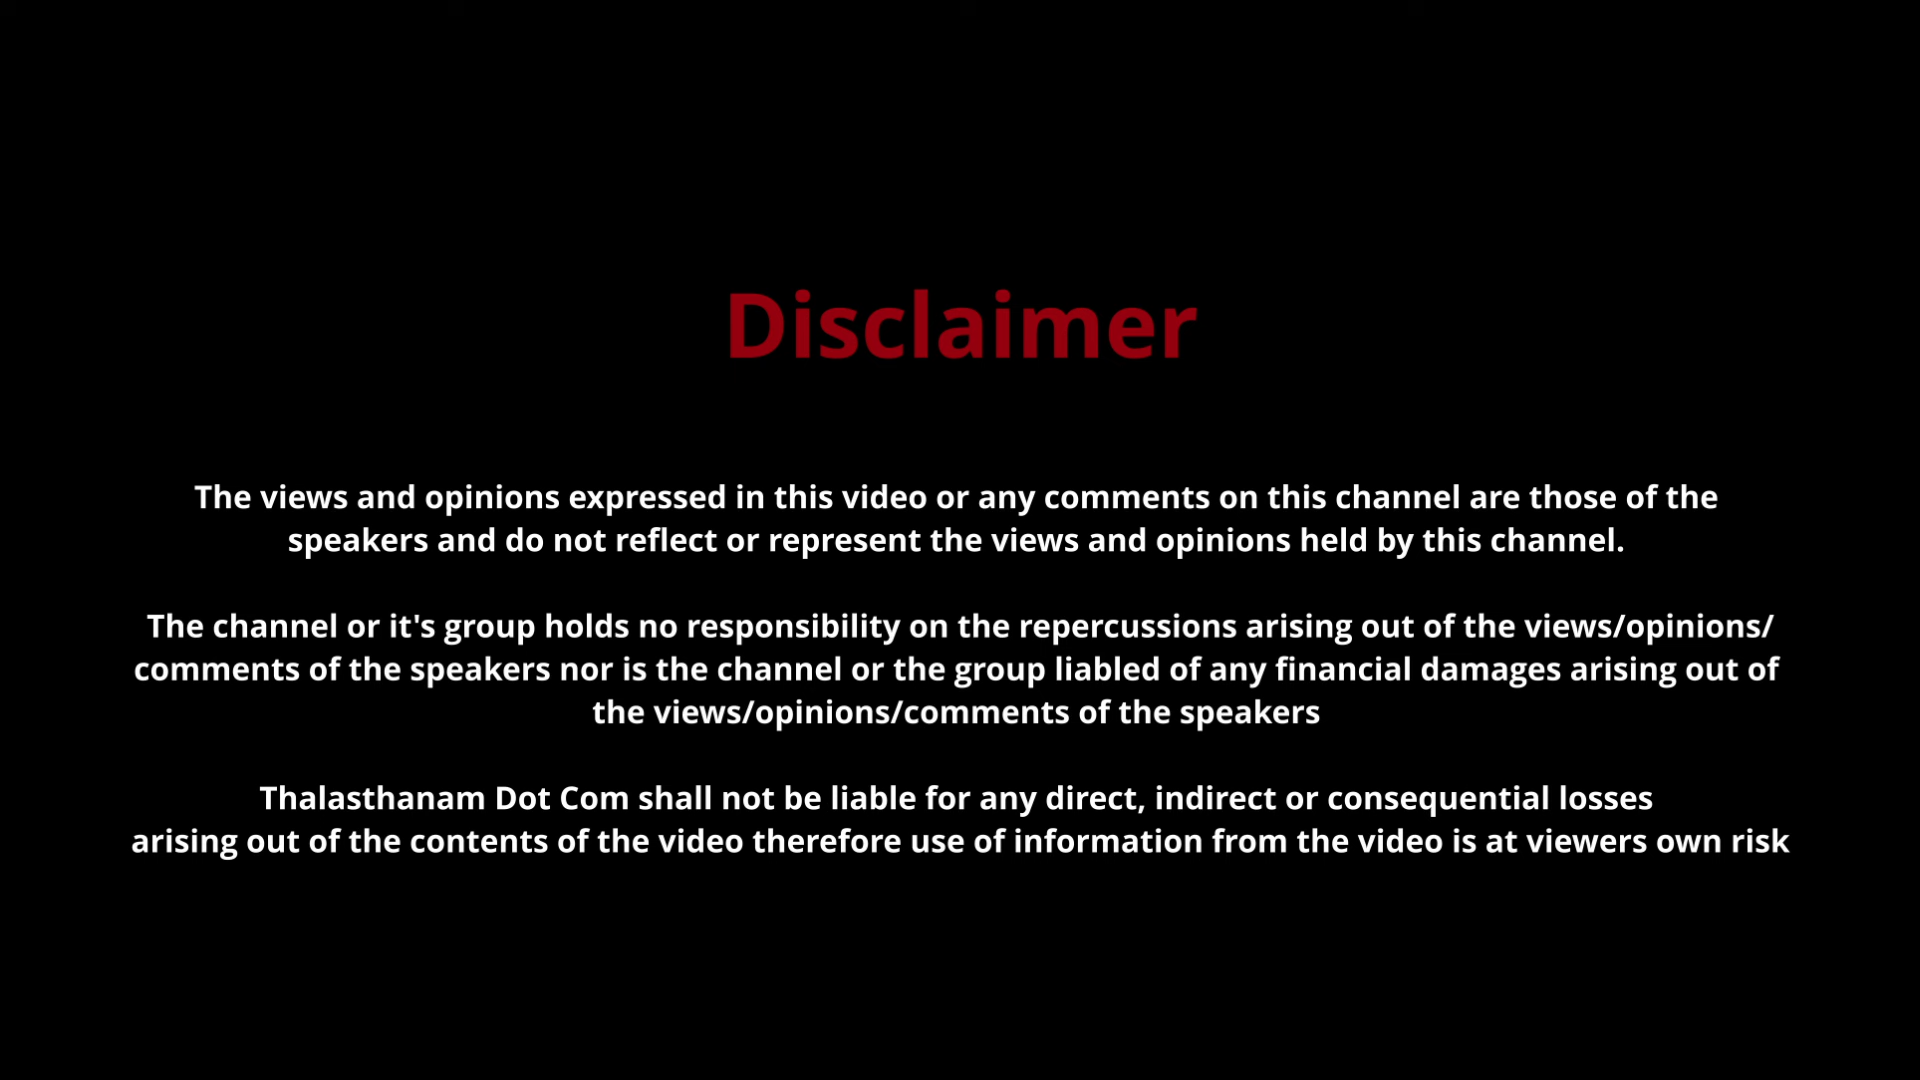 Disclaimer
The views and opinions expressed in this video or any comments on this channel are those of the
speakers and do not reflect or represent the views and opinions held by this channel.
The channel or it's group holds no responsibility on the repercussions arising out of the views/opinions/
comments of the speakers nor is the channel or the group liabled of any financial damages arising out of
the views/opinions/comments of the speakers
Thalasthanam Dot Com shall not be liable for any direct, indirect or consequential losses
arising out of the contents of the video therefore use of information from the video is at viewers own risk